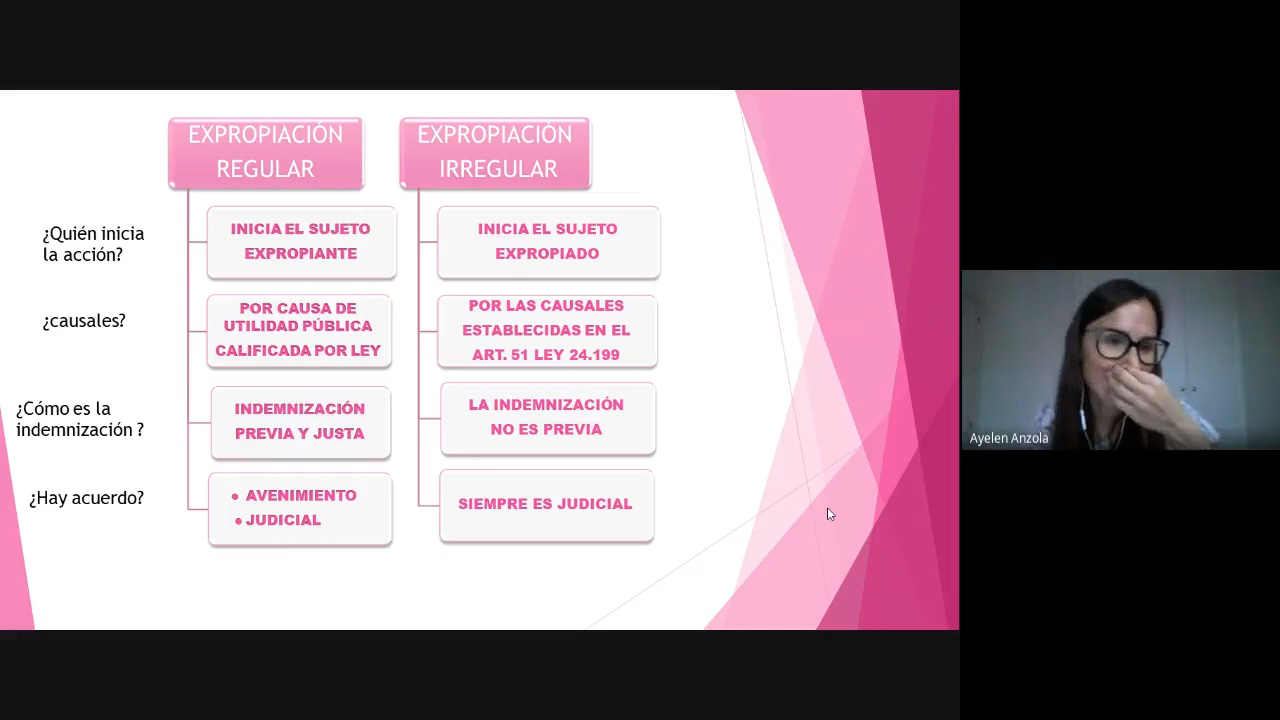 EXPROPIACIÓN
REGULAR
EXPROPIACIÓN
IRREGULAR
¿Quién inicia
la acción?
INICIA EL SUJETO
EXPROPIANTE
INICIA EL SUJETO
EXPROPIADO
¿causales?
POR CAUSA DE
UTILIDAD PÚBLICA
CALIFICADA POR LEY
POR LAS CAUSALES
ESTABLECIDAS EN EL
ART. 51 LEY 24.199
¿Cómo es la
indemnización ?
INDEMNIZACIÓN
PREVIA Y JUSTA
LA INDEMNIZACIÓN
NO ES PREVIA
¿Hay acuerdo?
• AVENIMIENTO
• JUDICIAL
SIEMPRE ES JUDICIAL
Ayelen Anzola